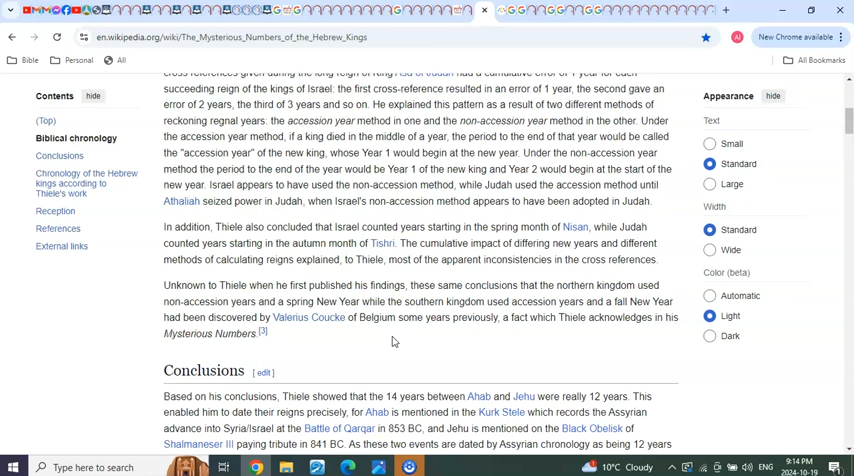 en.wikipedia.org/wiki/The_Mysterious_Numbers_of_the_Hebrew_Kings
AI
New Chrome available
Bible
Personal
All
All Bookmarks
Contents hide
(Top)
Biblical chronology
Conclusions
Chronology of the Hebrew
kings according to
Thiele's work
Reception
References
External links
cross references given during the long reign of King Asa of Judah had a cumulative error of 1 year for each
succeeding reign of the kings of Israel: the first cross-reference resulted in an error of 1 year, the second gave an
error of 2 years, the third of 3 years and so on. He explained this pattern as a result of two different methods of
reckoning regnal years: the accession year method in one and the non-accession year method in the other. Under
the accession year method, if a king died in the middle of a year, the period to the end of that year would be called
the "accession year" of the new king, whose Year 1 would begin at the new year. Under the non-accession year
method the period to the end of the year would be Year 1 of the new king and Year 2 would begin at the start of the
new year. Israel appears to have used the non-accession method, while Judah used the accession method until
Athaliah seized power in Judah, when Israel's non-accession method appears to have been adopted in Judah.
In addition, Thiele also concluded that Israel counted years starting in the spring month of Nisan, while Judah
counted years starting in the autumn month of Tishri. The cumulative impact of differing new years and different
methods of calculating reigns explained, to Thiele, most of the apparent inconsistencies in the cross references.
Unknown to Thiele when he first published his findings, these same conclusions that the northern kingdom used
non-accession years and a spring New Year while the southern kingdom used accession years and a fall New Year
had been discovered by Valerius Coucke of Belgium some years previously, a fact which Thiele acknowledges in his
Mysterious Numbers.[3]
Conclusions [ edit ]
Based on his conclusions, Thiele showed that the 14 years between Ahab and Jehu were really 12 years. This
enabled him to date their reigns precisely, for Ahab is mentioned in the Kurk Stele which records the Assyrian
advance into Syria/Israel at the Battle of Qarqar in 853 BC, and Jehu is mentioned on the Black Obelisk of
Shalmaneser III paying tribute in 841 BC. As these two events are dated by Assyrian chronology as being 12 years
Appearance hide
Text
Small
Standard
Large
Width
Standard
Wide
Color (beta)
Automatic
Light
Dark
Type here to search
10°C Cloudy
ENG
9:14 PM
2024-10-19